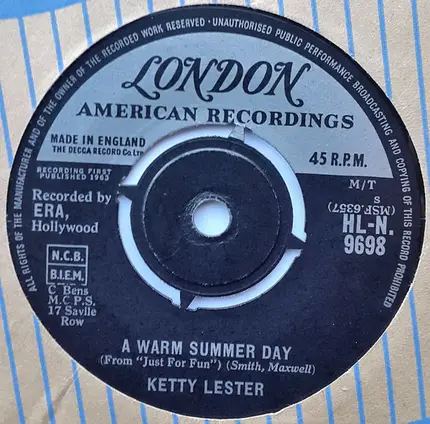 ALL RIGHTS OF THE MANUFACTURER AND OF THE OWNER OF THE RECORDED WORK RESERVED · UNAUTHORISED PUBLIC PERFORMANCE BROADCASTING AND COPYING OF THIS RECORD PROHIBITED
LONDON
AMERICAN RECORDINGS
MADE IN ENGLAND
THE DECCA RECORD Co. LTD
45 R.P.M.
RECORDING FIRST
PUBLISHED 1963
M/T
S
(MSF.6357)
Recorded by
ERA,
Hollywood
HL-N.
9698
N.C.B.
B.I.E.M.
C Bens
M.C P.S.
17 Savile
Row
A WARM SUMMER DAY
(From "Just For Fun") (Smith, Maxwell)
KETTY LESTER